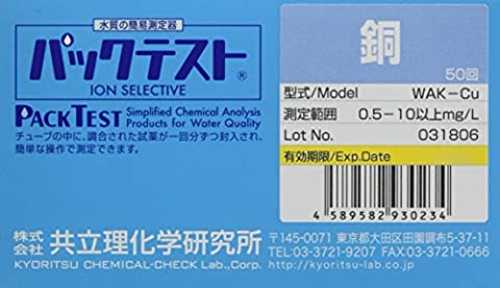 水質の簡易測定器
パックテスト®
ION SELECTIVE
PACKTEST Simplified Chemical Analysis
Products for Water Quality
チューブの中に、調合された試薬が一回分ずつ封入され、
簡単な操作で測定できます。
銅
50回
型式/Model WAK-Cu
測定範囲 0.5-10以上mg/L
Lot No. 031806
有効期限/Exp.Date
4 589582 930234
株式会社 共立理化学研究所
KYORITSU CHEMICAL-CHECK Lab.,Corp.
〒145-0071 東京都大田区田園調布5-37-11
TEL:03-3721-9207 FAX:03-3721-0666
http://kyoritsu-lab.co.jp